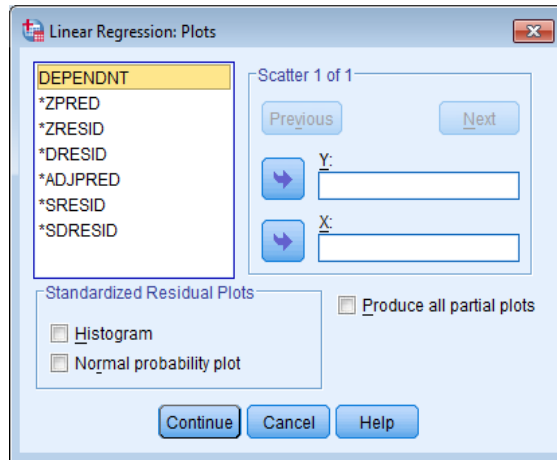 Linear Regression: Plots
DEPENDNT
*ZPRED
*ZRESID
*DRESID
*ADJPRED
*SRESID
*SDRESID
Scatter 1 of 1
Previous
Next
Y:
X:
Standardized Residual Plots
Histogram
Normal probability plot
Produce all partial plots
Continue
Cancel
Help